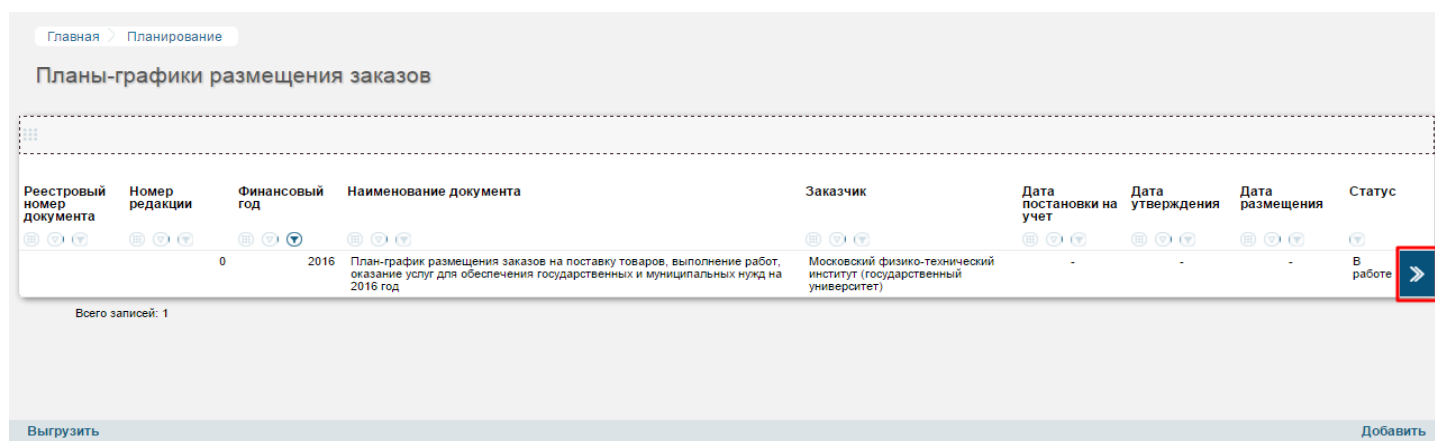 Главная Планирование
Планы-графики размещения заказов
Реестровый номер документа
Номер редакции
Финансовый год
Наименование документа
Заказчик
Дата постановки на учет
Дата утверждения
Дата размещения
Статус
0
2016
План-график размещения заказов на поставку товаров, выполнение работ,
оказание услуг для обеспечения государственных и муниципальных нужд на
2016 год
Московский физико-технический
институт (государственный
университет)
-
-
-
В
работе
Всего записей: 1
Выгрузить
Добавить